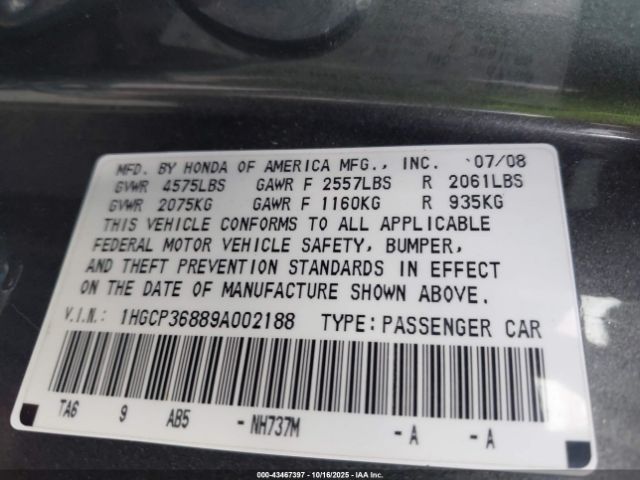 MFD. BY HONDA OF AMERICA MFG., INC. 07/08
GVWR 4575LBS GAWR F 2557LBS R 2061LBS
GVWR 2075KG GAWR F 1160KG R 935KG
THIS VEHICLE CONFORMS TO ALL APPLICABLE
FEDERAL MOTOR VEHICLE SAFETY, BUMPER,
AND THEFT PREVENTION STANDARDS IN EFFECT
ON THE DATE OF MANUFACTURE SHOWN ABOVE.
V.I.N.: 1HGCP36889A002188 TYPE: PASSENGER CAR
TA6 9 AB5 - NH737M - A - A
000-43467397 | 10/16/2025 | IAA Inc.